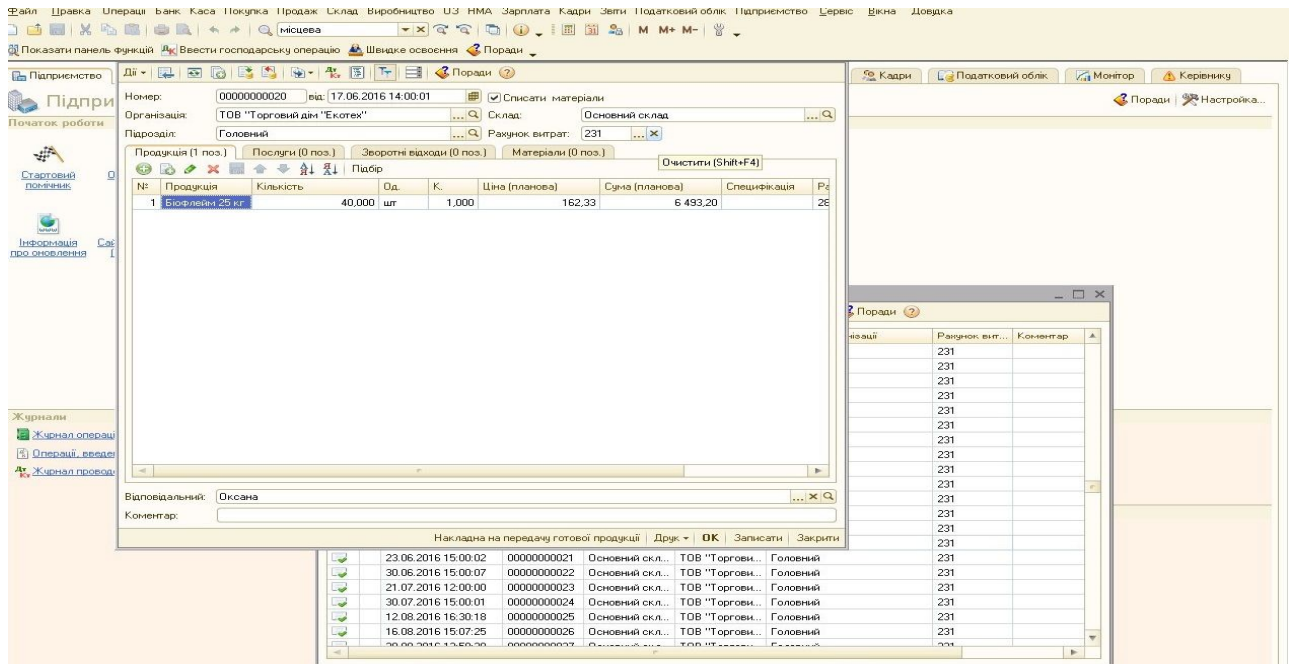 Файл Правка Операції Банк Каса Покупка Продаж Склад Виробництво ОЗ НМА Зарплата Кадри Звіти Податковий облік Підприємство Сервіс Вікна Довідка
місцева M M+ M-
Показати панель функцій Ввести господарську операцію Швидке освоєння Поради
Підприємство Дії Поради Кадри Податковий облік Монітор Керівнику
Підпри Поради Настройка...
Номер: 00000000020 від: 17.06.2016 14:00:01 Списати матеріали
Організація: ТОВ "Торговий дім "Екотех" ... Склад: Основний склад ...
Початок роботи
Підрозділ: Головний ... Рахунок витрат: 231 ...
Продукція (1 поз.) Послуги (0 поз.) Зворотні відходи (0 поз.) Матеріали (0 поз.)
Очистити (Shift+F4)
Підбір
Стартовий
помічник
№ Продукція Кількість Од. К. Ціна (планова) Сума (планова) Специфікація
1 Біофлейм 25 кг 40,000 шт 1,000 162,33 6 493,20 28
Інформація
про оновлення
Поради
Рахунок вит... Коментар
231
231
231
231
231
231
231
231
231
231
231
231
231
231
Журнали
Журнал операці
Операції, введен
Журнал провод
Відповідальний: Оксана ...
Коментар:
Накладна на передачу готової продукції Друк OK Записати Закрити
23.06.2016 15:00:02 00000000021 Основний скл... ТОВ "Торгови... Головний 231
30.06.2016 15:00:07 00000000022 Основний скл... ТОВ "Торгови... Головний 231
21.07.2016 12:00:00 00000000023 Основний скл... ТОВ "Торгови... Головний 231
30.07.2016 15:00:01 00000000024 Основний скл... ТОВ "Торгови... Головний 231
12.08.2016 16:30:18 00000000025 Основний скл... ТОВ "Торгови... Головний 231
16.08.2016 15:07:25 00000000026 Основний скл... ТОВ "Торгови... Головний 231